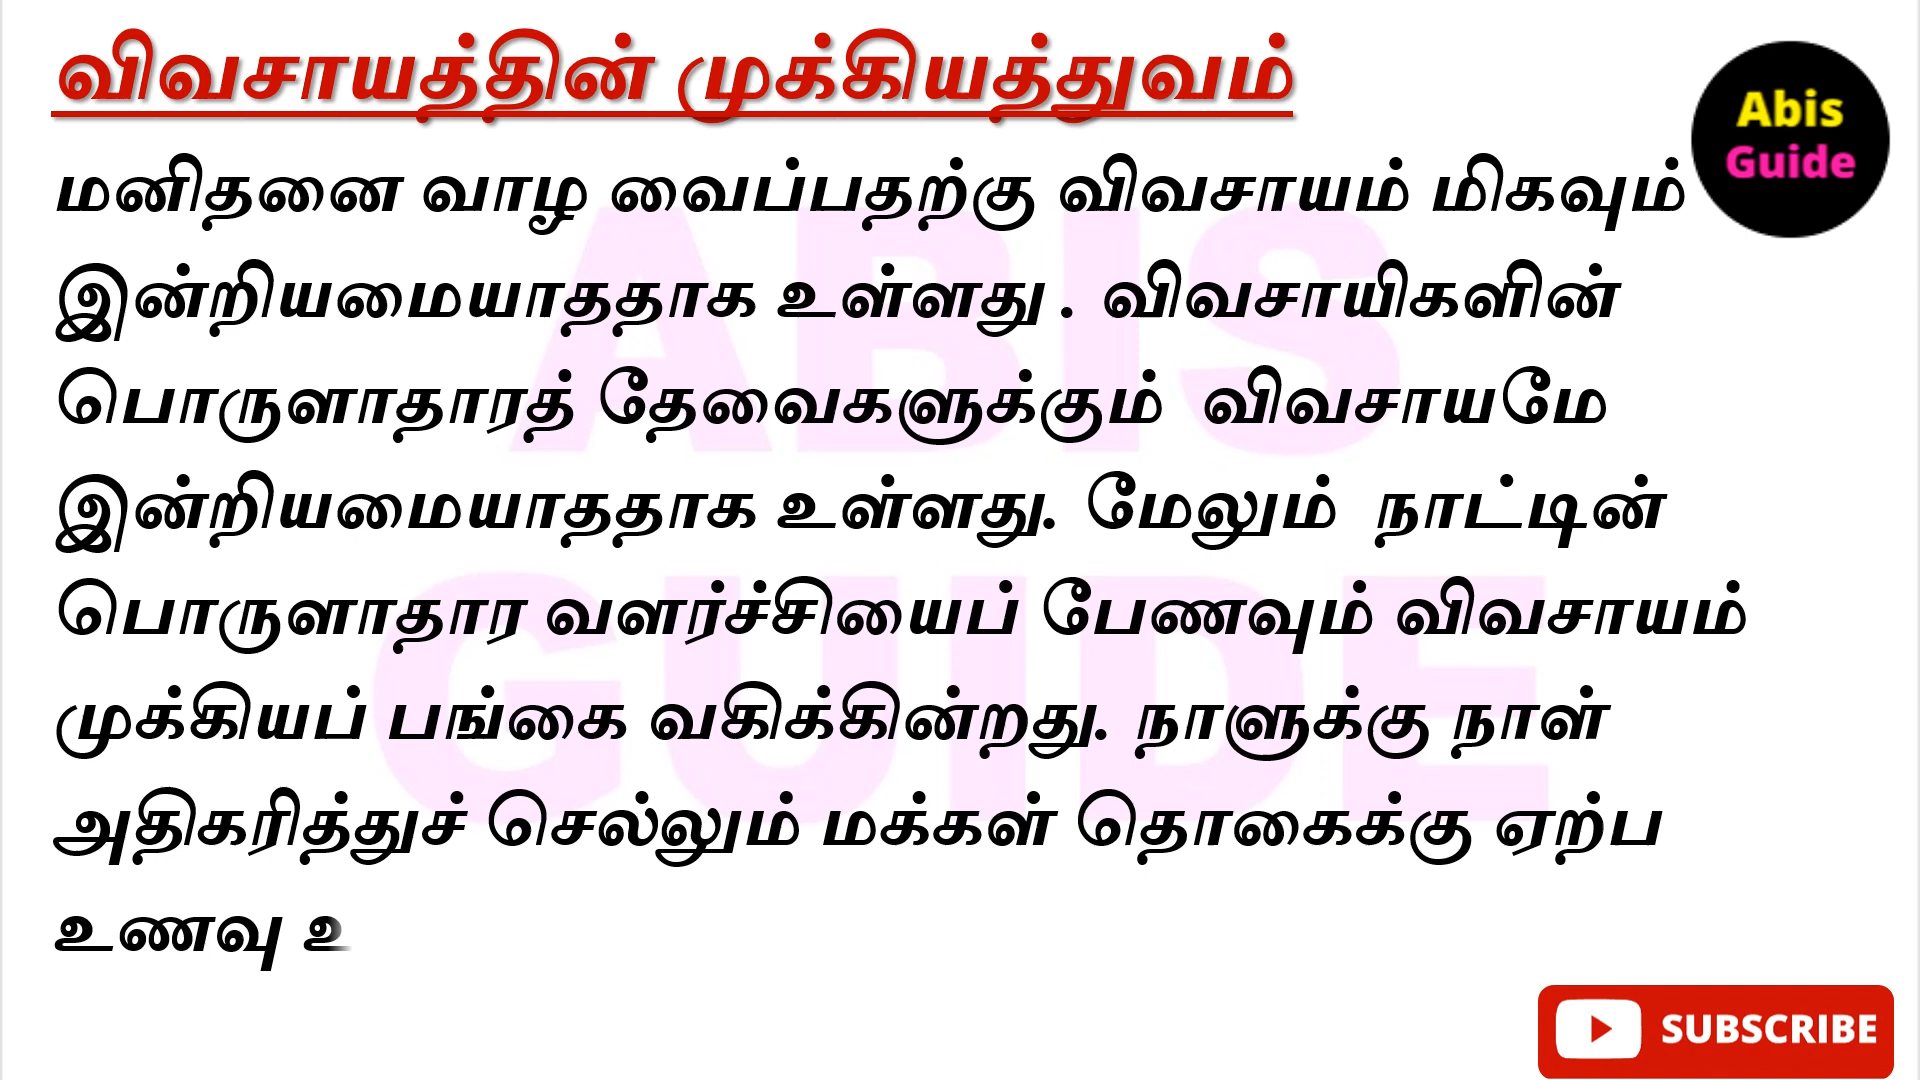 விவசாயத்தின் முக்கியத்துவம்
Abis
Guide
மனிதனை வாழ வைப்பதற்கு விவசாயம் மிகவும்
இன்றியமையாததாக உள்ளது . விவசாயிகளின்
பொருளாதாரத் தேவைகளுக்கும் விவசாயமே
இன்றியமையாததாக உள்ளது. மேலும் நாட்டின்
பொருளாதார வளர்ச்சியைப் பேணவும் விவசாயம்
முக்கியப் பங்கை வகிக்கின்றது. நாளுக்கு நாள்
அதிகரித்துச் செல்லும் மக்கள் தொகைக்கு ஏற்ப
உணவு உ
ABIS
GUIDE
SUBSCRIBE